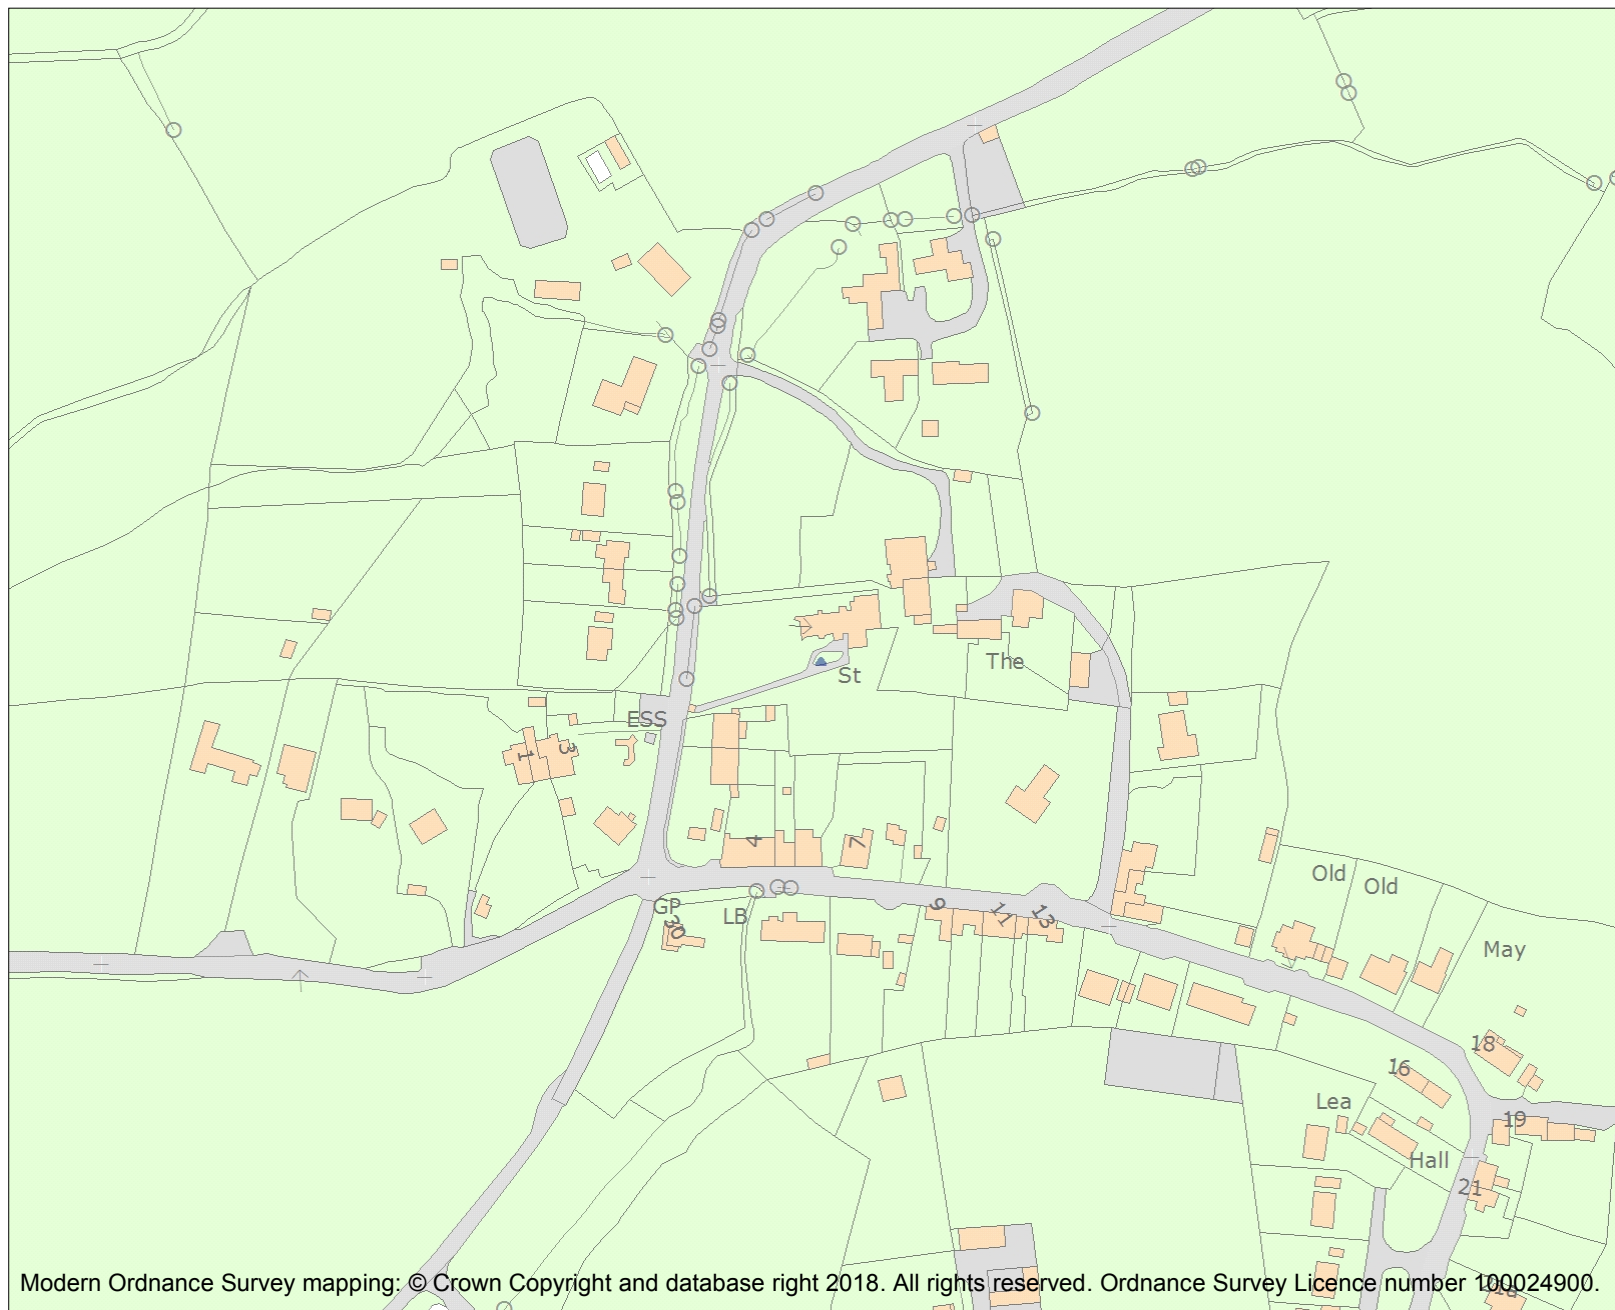 The
St
ESS
1
3
4
7
Old
Old
GP
30
LB
9
11
13
May
18
16
Lea
19
Hall
21
Modern Ordnance Survey mapping: © Crown Copyright and database right 2018. All rights reserved. Ordnance Survey Licence number 100024900.